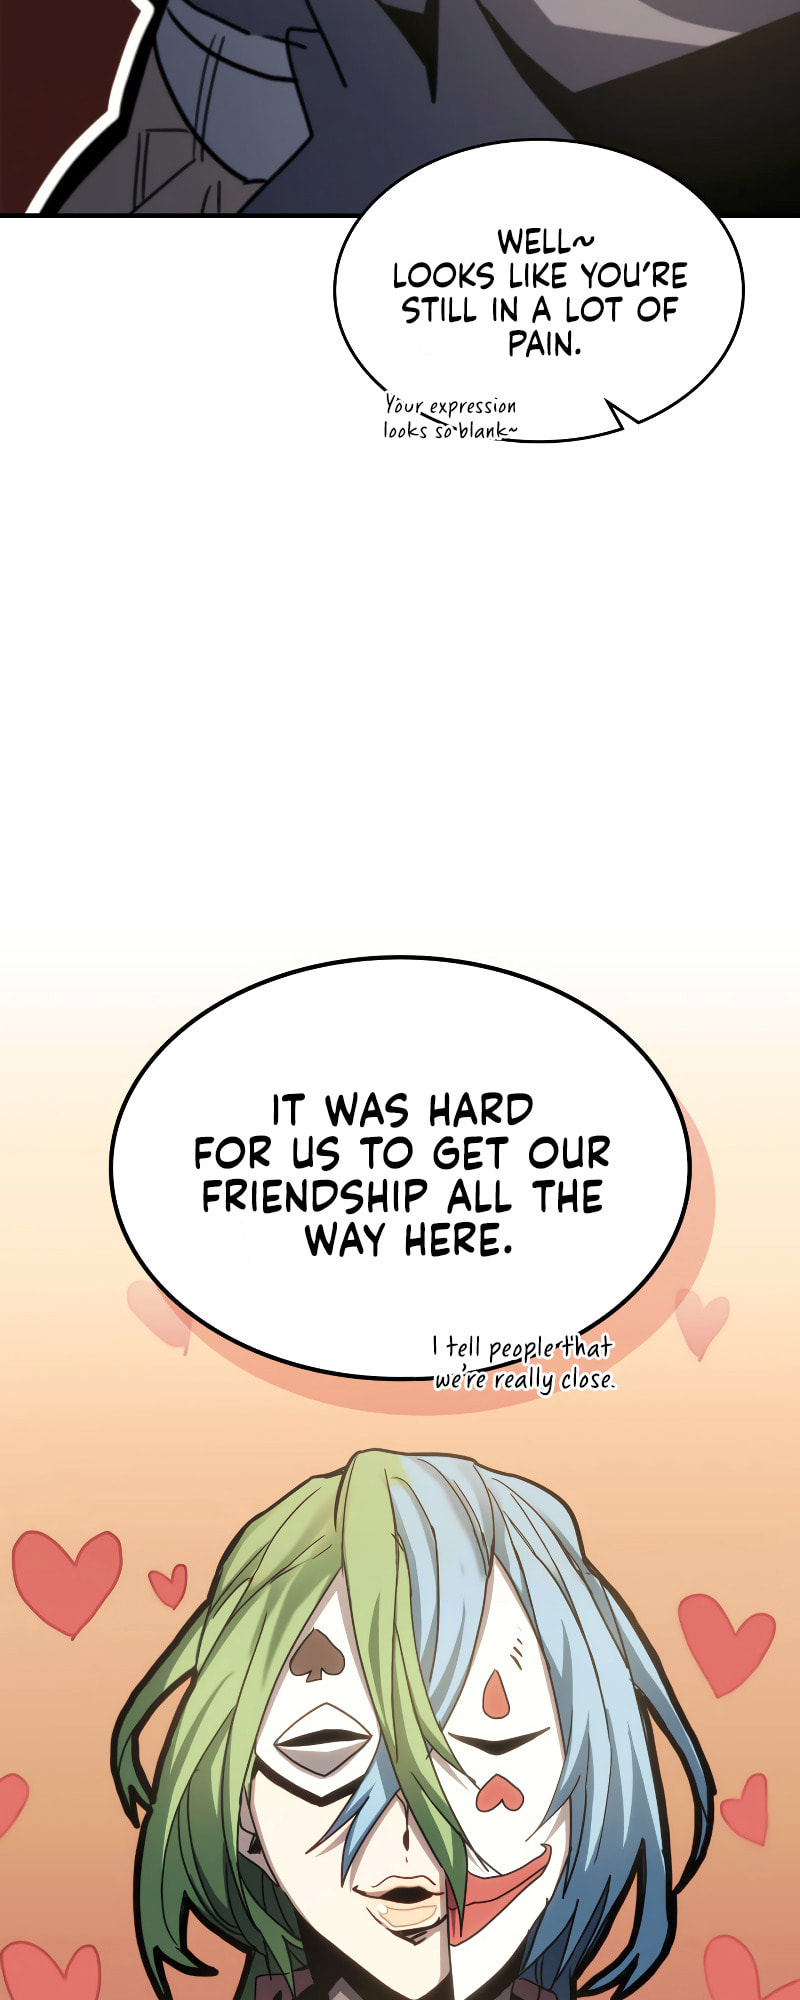 WELL~
LOOKS LIKE YOU'RE
STILL IN A LOT OF
PAIN.
Your expression
looks so blank~
IT WAS HARD
FOR US TO GET OUR
FRIENDSHIP ALL THE
WAY HERE.
I tell people that
we're really close.